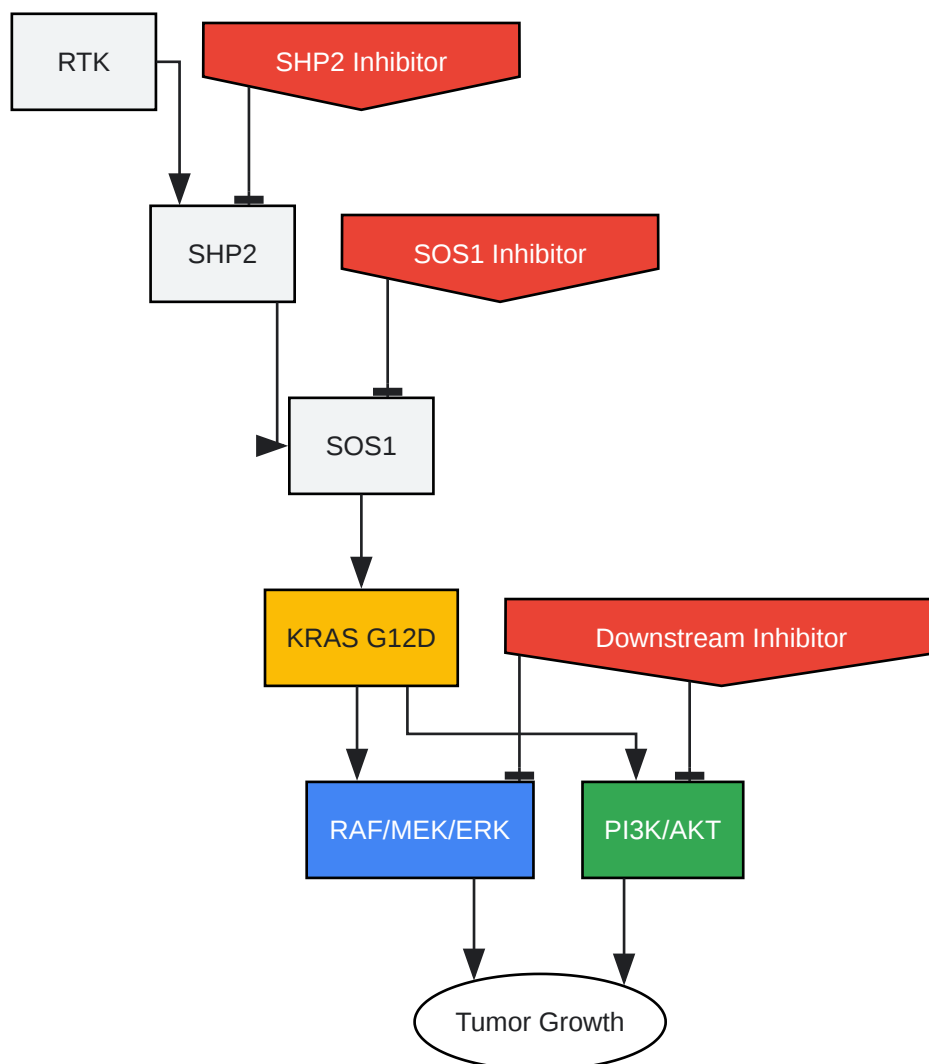 RTK
SHP2 Inhibitor
SHP2
SOS1 Inhibitor
SOS1
KRAS G12D
Downstream Inhibitor
RAF/MEK/ERK
PI3K/AKT
Tumor Growth